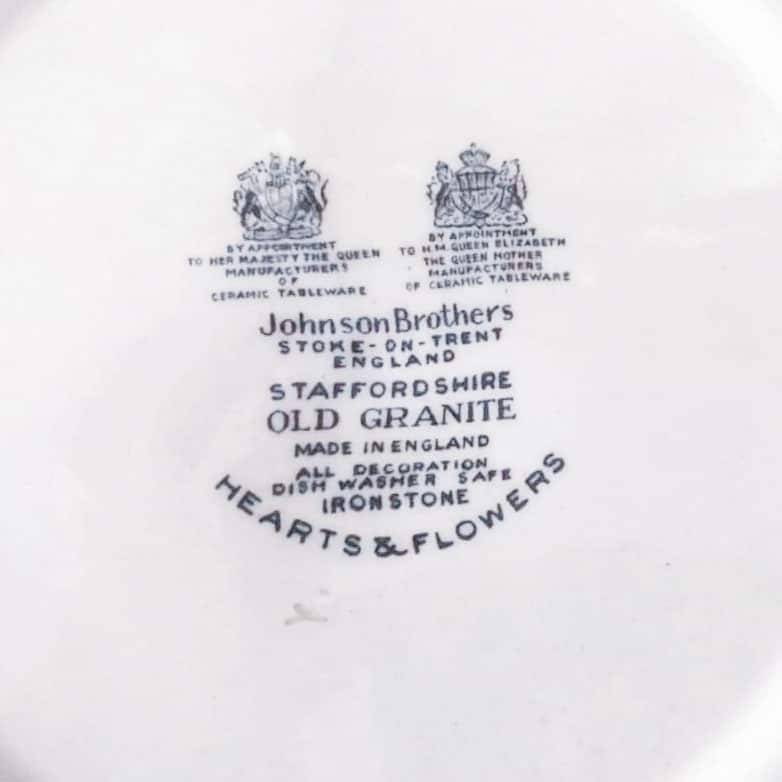 BY APPOINTMENT
TO HER MAJESTY THE QUEEN
MANUFACTURERS
OF
CERAMIC TABLEWARE
BY APPOINTMENT
TO H.M. QUEEN ELIZABETH
THE QUEEN MOTHER
MANUFACTURERS
OF CERAMIC TABLEWARE
Johnson Brothers
STOKE-ON-TRENT
ENGLAND
STAFFORDSHIRE
OLD GRANITE
MADE IN ENGLAND
ALL DECORATION
DISH WASHER SAFE
IRONSTONE
HEARTS & FLOWERS